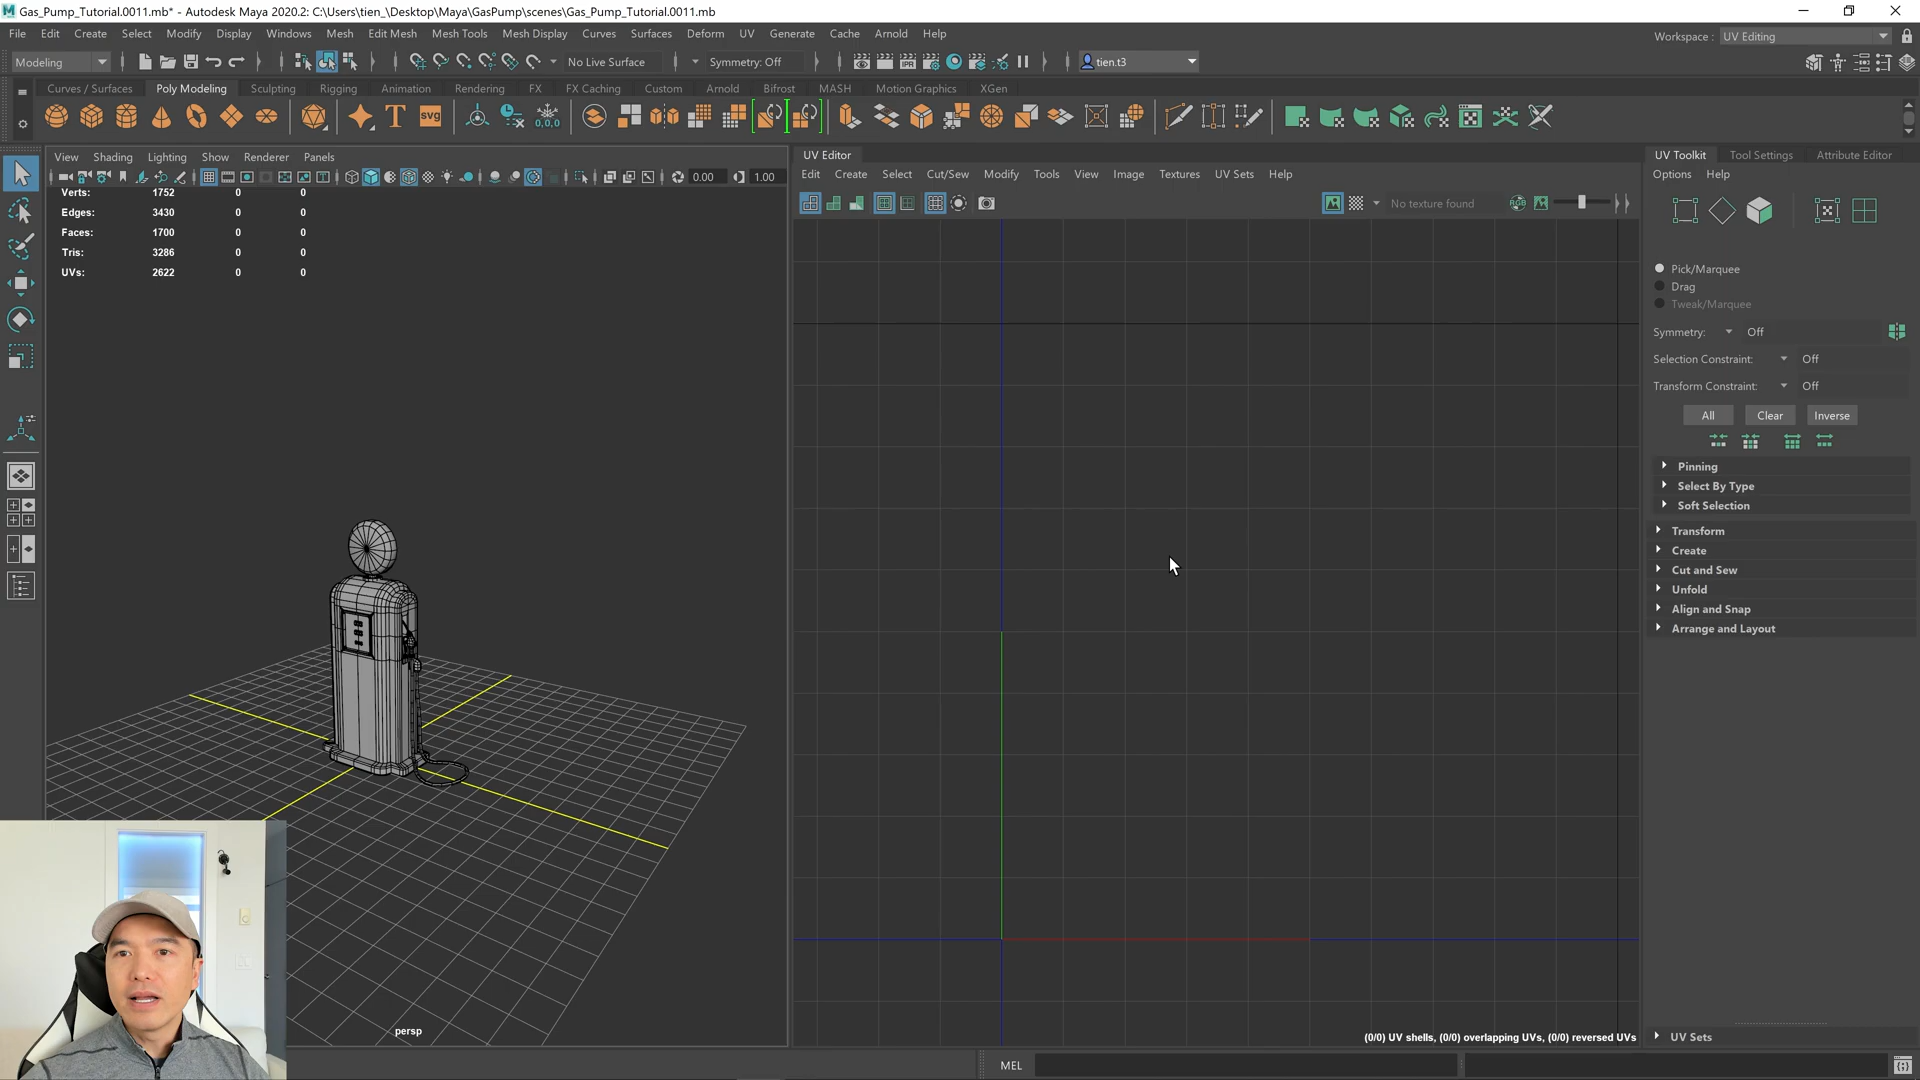 Gas_Pump_Tutorial.0011.mb* - Autodesk Maya 2020.2: C:\Users\tien_\Desktop\Maya\GasPump\scenes\Gas_Pump_Tutorial.0011.mb
File Edit Create Select Modify Display Windows Mesh Edit Mesh Mesh Tools Mesh Display Curves Surfaces Deform UV Generate Cache Arnold Help
Workspace : UV Editing
Modeling No Live Surface Symmetry: Off tien.t3
Curves / Surfaces Poly Modeling Sculpting Rigging Animation Rendering FX FX Caching Custom Arnold Bifrost MASH Motion Graphics XGen
View Shading Lighting Show Renderer Panels
0.00 1.00
Verts: 1752 0 0
Edges: 3430 0 0
Faces: 1700 0 0
Tris: 3286 0 0
UVs: 2622 0 0
persp
UV Editor
Edit Create Select Cut/Sew Modify Tools View Image Textures UV Sets Help
No texture found
(0/0) UV shells, (0/0) overlapping UVs, (0/0) reversed UVs
UV Toolkit Tool Settings Attribute Editor
Options Help
Pick/Marquee
Drag
Tweak/Marquee
Symmetry: Off
Selection Constraint: Off
Transform Constraint: Off
All Clear Inverse
Pinning
Select By Type
Soft Selection
Transform
Create
Cut and Sew
Unfold
Align and Snap
Arrange and Layout
UV Sets
MEL